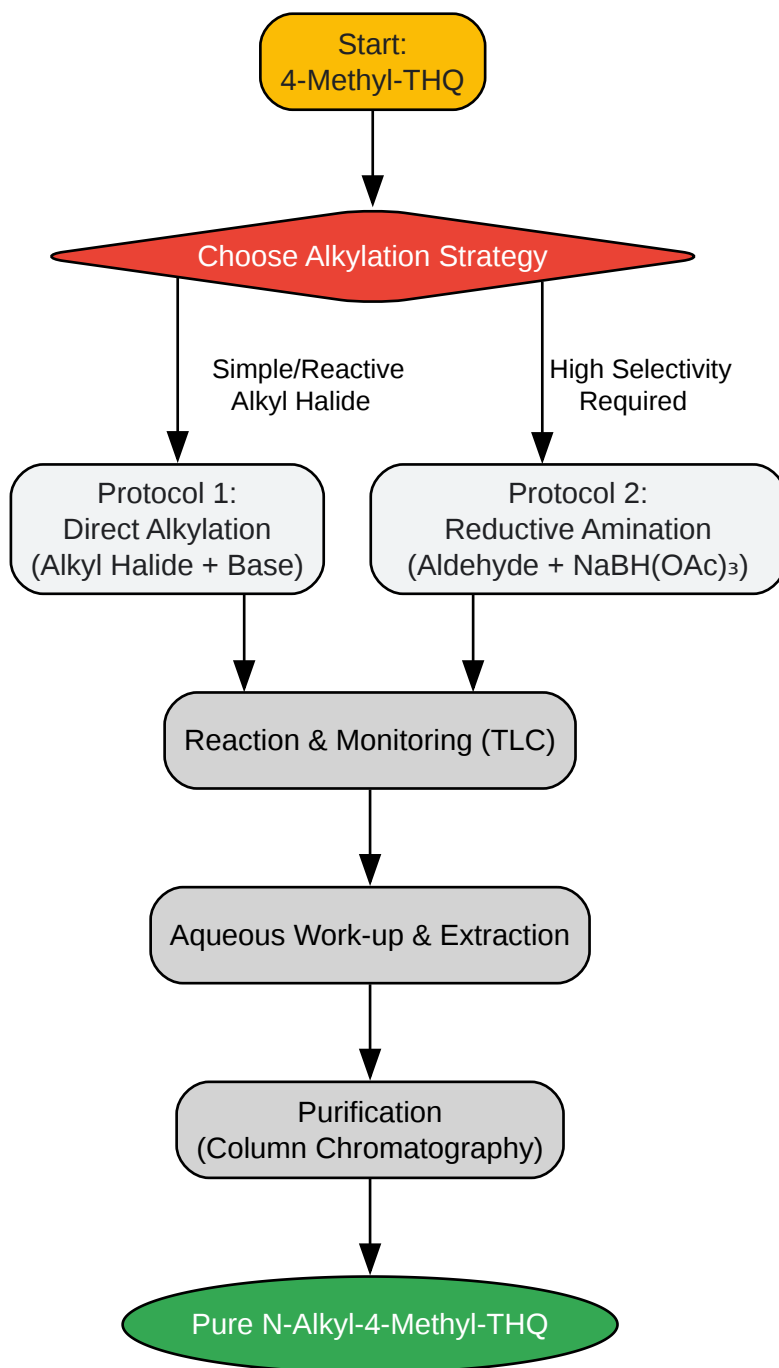 Start:
4-Methyl-THQ
Choose Alkylation Strategy
Simple/Reactive
Alkyl Halide
High Selectivity
Required
Protocol 1:
Direct Alkylation
(Alkyl Halide + Base)
Protocol 2:
Reductive Amination
(Aldehyde + NaBH(OAc)₃)
Reaction & Monitoring (TLC)
Aqueous Work-up & Extraction
Purification
(Column Chromatography)
Pure N-Alkyl-4-Methyl-THQ